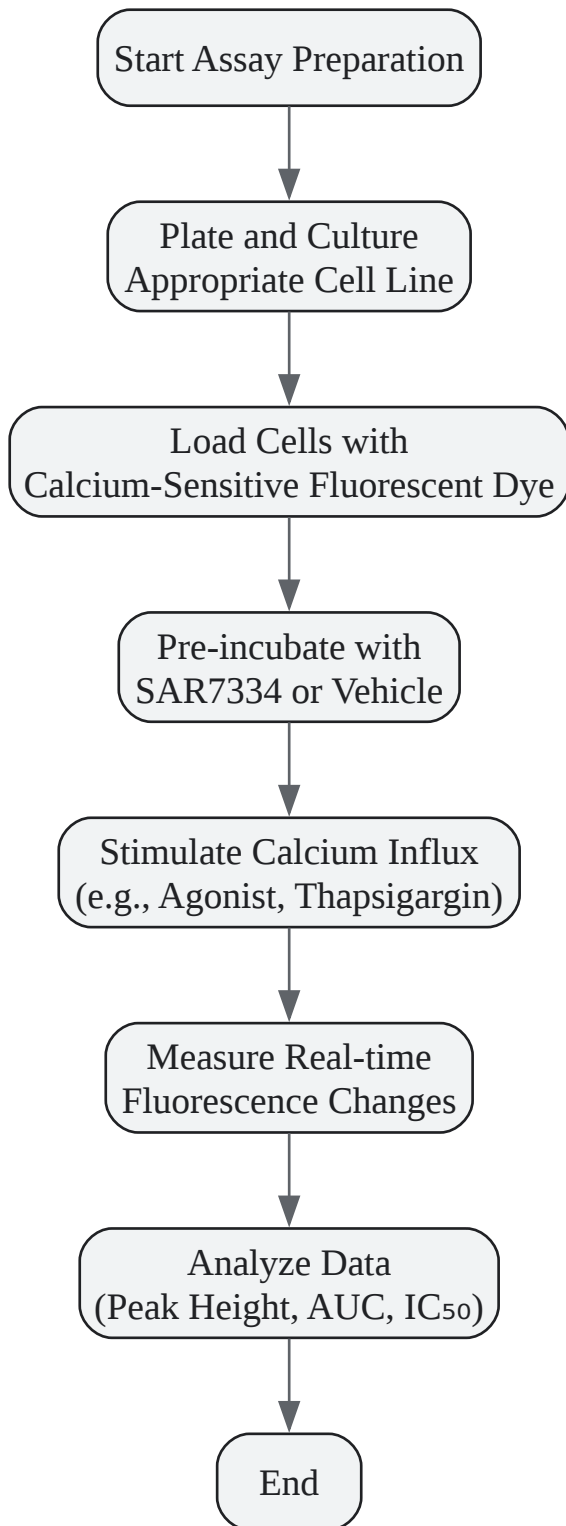 Start Assay Preparation
Plate and Culture
Appropriate Cell Line
Load Cells with
Calcium-Sensitive Fluorescent Dye
Pre-incubate with
SAR7334 or Vehicle
Stimulate Calcium Influx
(e.g., Agonist, Thapsigargin)
Measure Real-time
Fluorescence Changes
Analyze Data
(Peak Height, AUC, IC₅₀)
End